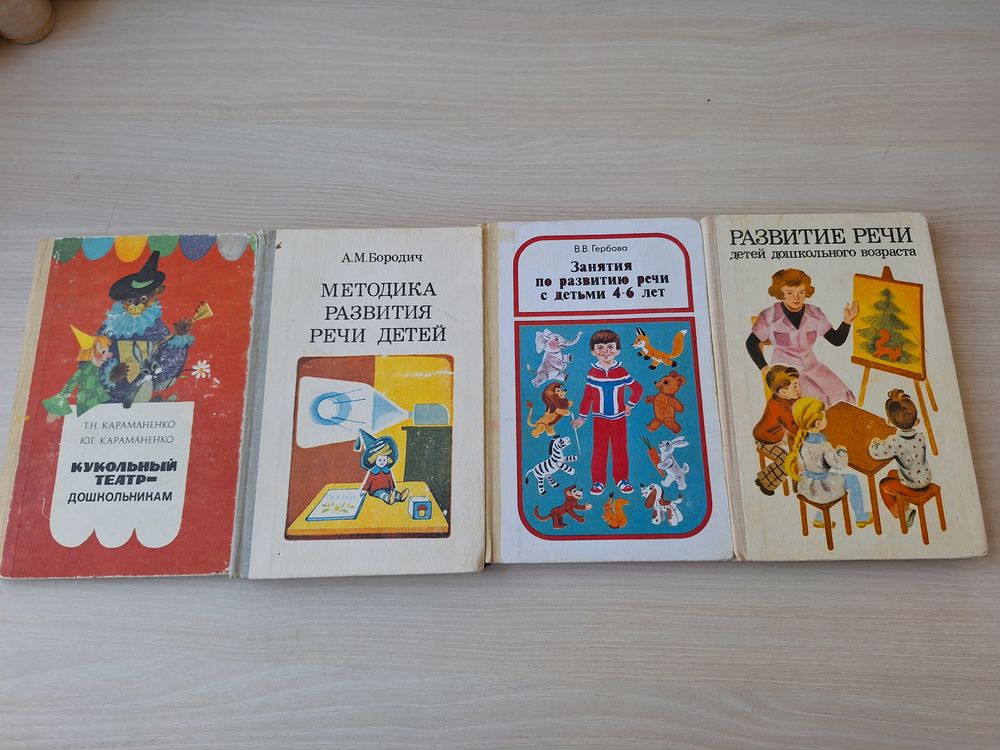 Т.Н. КАРАМАНЕНКО
Ю.Г. КАРАМАНЕНКО
КУКОЛЬНЫЙ
ТЕАТР–
ДОШКОЛЬНИКАМ
А.М.Бородич
МЕТОДИКА
РАЗВИТИЯ
РЕЧИ ДЕТЕЙ
СКАЗКИ
В.В. Гербова
Занятия
по развитию речи
с детьми 4-6 лет
РАЗВИТИЕ РЕЧИ
детей дошкольного возраста